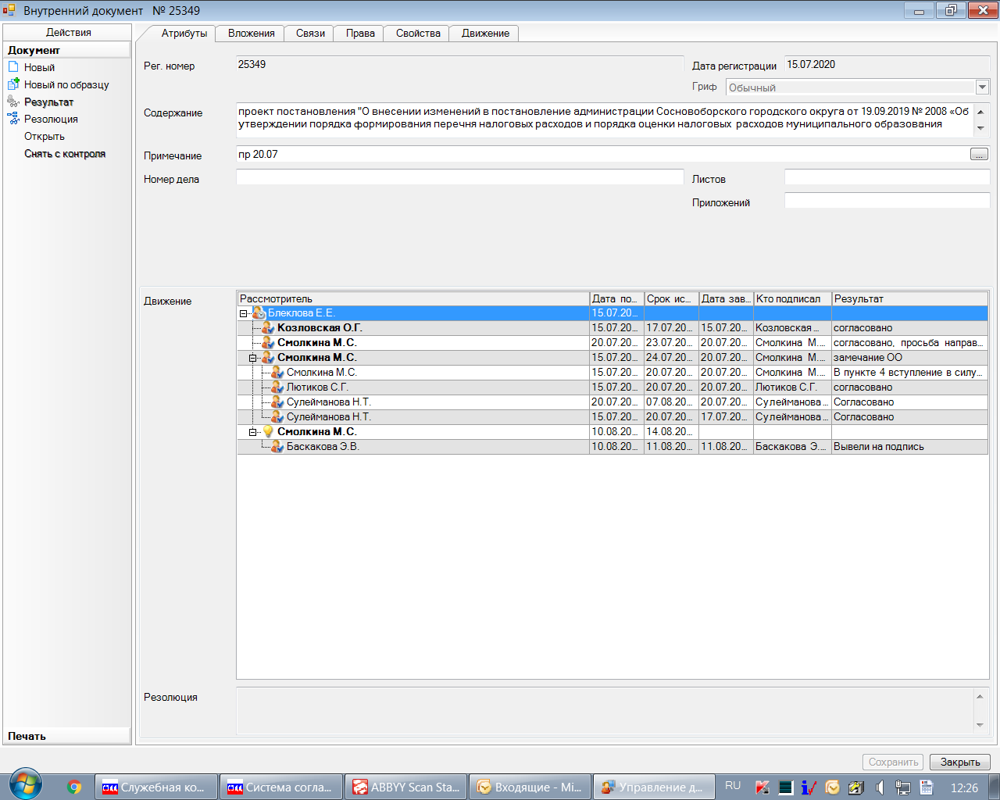 Внутренний документ № 25349
Действия
Документ
Новый
Новый по образцу
Результат
Резолюция
Открыть
Снять с контроля
Печать
Атрибуты Вложения Связи Права Свойства Движение
Рег. номер 25349 Дата регистрации 15.07.2020
Гриф Обычный
Содержание проект постановления "О внесении изменений в постановление администрации Сосновоборского городского округа от 19.09.2019 № 2008 «Об
утверждении порядка формирования перечня налоговых расходов и порядка оценки налоговых расходов муниципального образования
Примечание пр 20.07 ...
Номер дела Листов
Приложений
Движение
Рассмотритель Дата по... Срок ис... Дата зав... Кто подписал Результат
Блеклова Е.Е. 15.07.20...
Козловская О.Г. 15.07.20... 17.07.20... 15.07.20... Козловская... согласовано
Смолкина М.С. 20.07.20... 23.07.20... 20.07.20... Смолкина М... согласовано, просьба направ...
Смолкина М.С. 15.07.20... 24.07.20... 20.07.20... Смолкина М... замечание ОО
Смолкина М.С. 15.07.20... 20.07.20... 20.07.20... Смолкина М... В пункте 4 вступление в силу...
Лютиков С.Г. 15.07.20... 20.07.20... 20.07.20... Лютиков С.Г. согласовано
Сулейманова Н.Т. 20.07.20... 07.08.20... 20.07.20... Сулейманова... Согласовано
Сулейманова Н.Т. 15.07.20... 20.07.20... 17.07.20... Сулейманова... Согласовано
Смолкина М.С. 10.08.20... 14.08.20...
Баскакова Э.В. 10.08.20... 11.08.20... 11.08.20... Баскакова Э.... Вывели на подпись
Резолюция
Сохранить Закрыть
Служебная ко... Система согла... ABBYY Scan Sta... Входящие - Mi... Управление д... RU 12:26